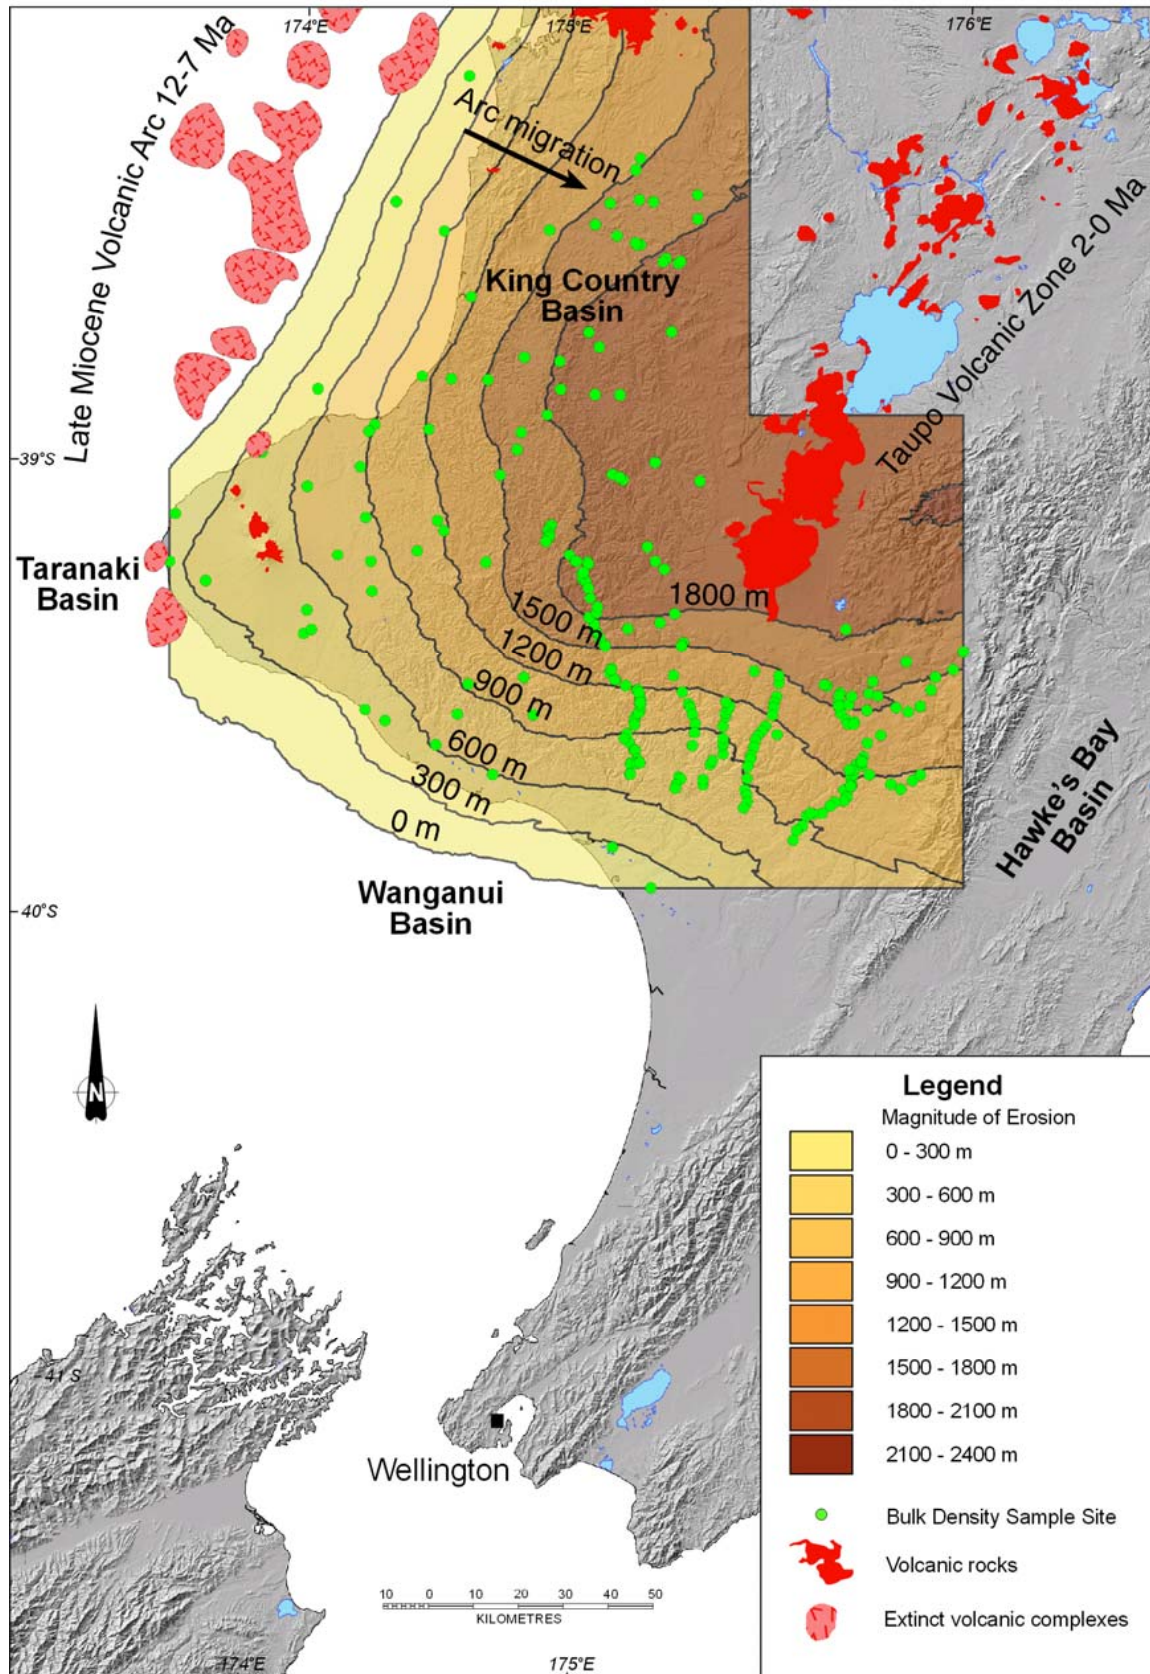 174°E
175°E
176°E
Late Miocene Volcanic Arc 12-7 Ma
Arc migration
King Country
Basin
Taupo Volcanic Zone 2-0 Ma
39°S
Taranaki
Basin
1800 m
1500 m
1200 m
900 m
600 m
300 m
0 m
Hawke's Bay
Basin
Wanganui
Basin
40°S
N
Legend
Magnitude of Erosion
0 - 300 m
300 - 600 m
600 - 900 m
900 - 1200 m
1200 - 1500 m
1500 - 1800 m
1800 - 2100 m
2100 - 2400 m
Bulk Density Sample Site
Volcanic rocks
Extinct volcanic complexes
41 S
Wellington
10 0 10 20 30 40 50
KILOMETRES
174°E
175°E